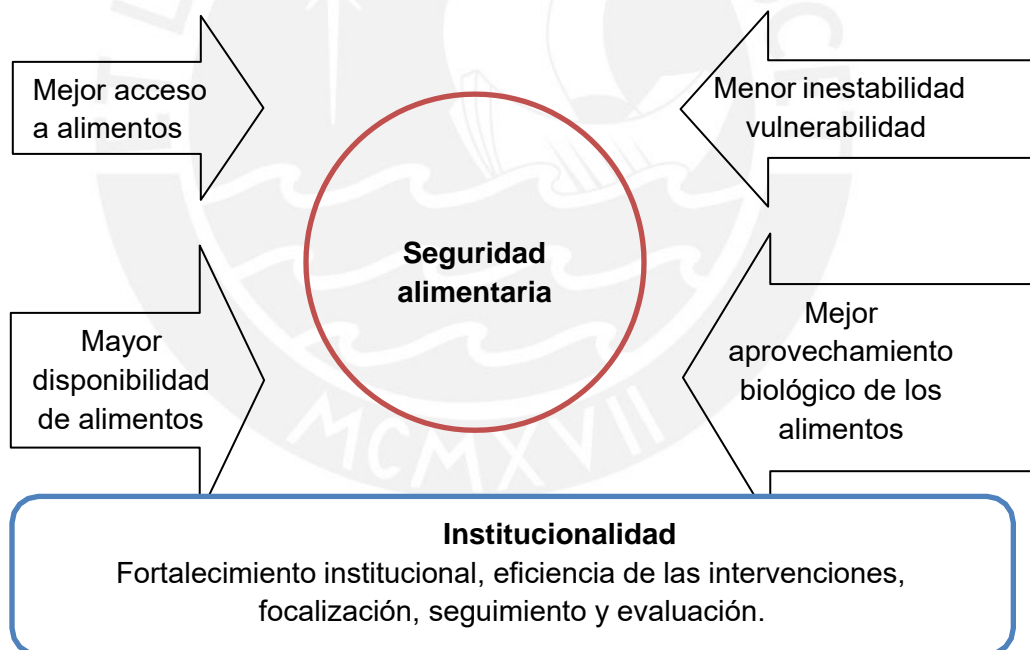 Mejor acceso
a alimentos
Menor inestabilidad
vulnerabilidad
Seguridad
alimentaria
Mayor
disponibilidad
de alimentos
Mejor
aprovechamiento
biológico de los
alimentos
MCMXVII
Institucionalidad
Fortalecimiento institucional, eficiencia de las intervenciones,
focalización, seguimiento y evaluación.